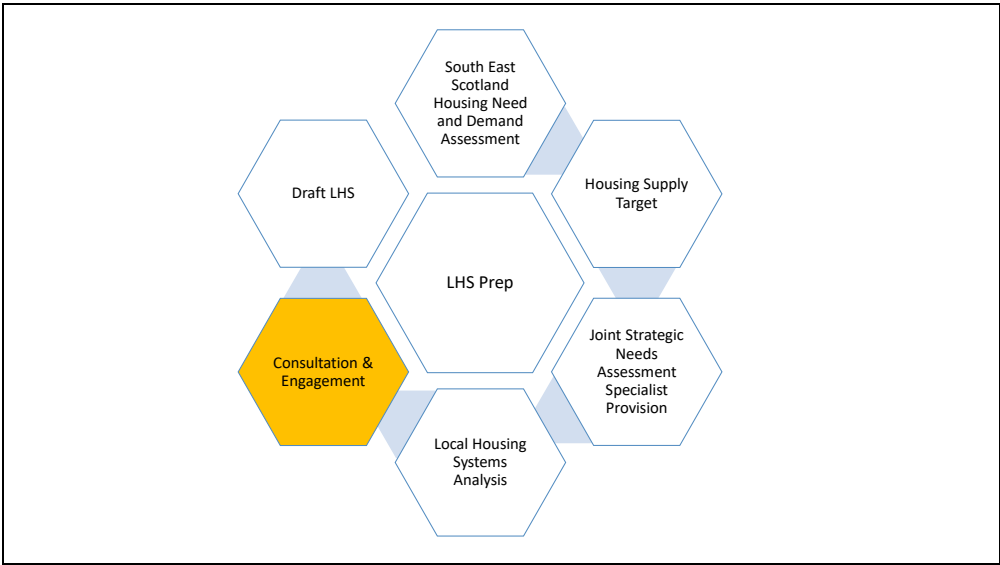 South East
Scotland
Housing Need
and Demand
Assessment
Housing Supply
Target
Joint Strategic
Needs
Assessment
Specialist
Provision
Local Housing
Systems
Analysis
Consultation &
Engagement
Draft LHS
LHS Prep